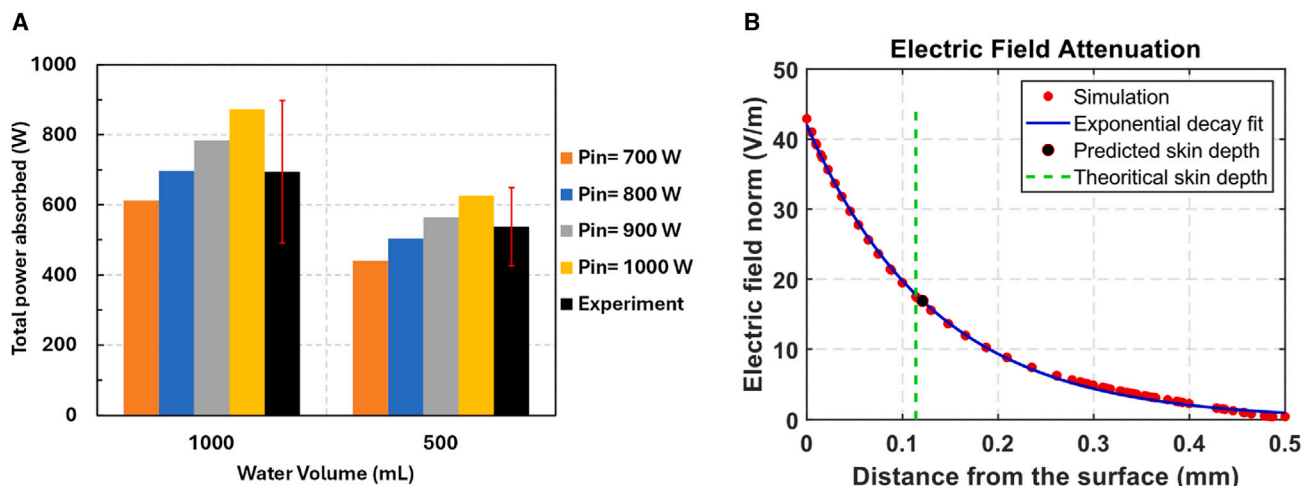 A
1000
800
600
400
200
0
Total power absorbed (W)
1000
500
Water Volume (mL)
Pin= 700 W
Pin= 800 W
Pin= 900 W
Pin= 1000 W
Experiment
B
Electric Field Attenuation
50
40
30
20
10
0
Electric field norm (V/m)
Simulation
Exponential decay fit
Predicted skin depth
Theoritical skin depth
0
0.1
0.2
0.3
0.4
0.5
Distance from the surface (mm)